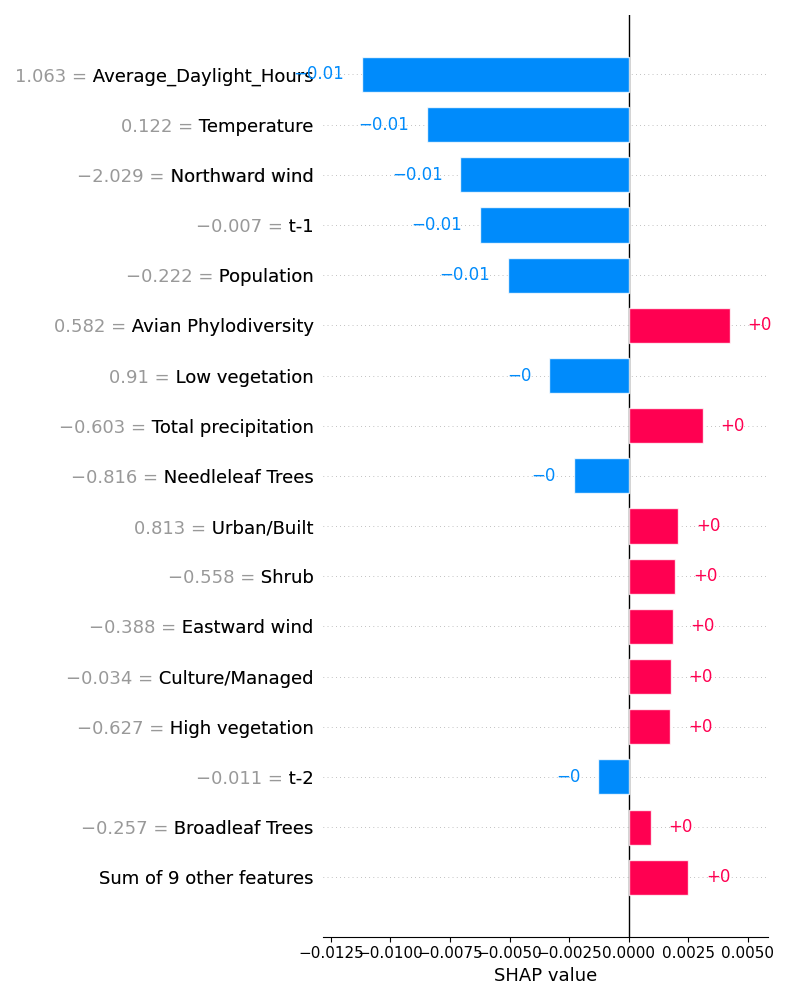 1.063 = Average_Daylight_Hours −0.01
0.122 = Temperature −0.01
−2.029 = Northward wind −0.01
−0.007 = t-1 −0.01
−0.222 = Population −0.01
0.582 = Avian Phylodiversity +0
0.91 = Low vegetation −0
−0.603 = Total precipitation +0
−0.816 = Needleleaf Trees −0
0.813 = Urban/Built +0
−0.558 = Shrub +0
−0.388 = Eastward wind +0
−0.034 = Culture/Managed +0
−0.627 = High vegetation +0
−0.011 = t-2 −0
−0.257 = Broadleaf Trees +0
Sum of 9 other features +0
−0.0125 −0.0100 −0.0075 −0.0050 −0.0025 0.0000 0.0025 0.0050
SHAP value